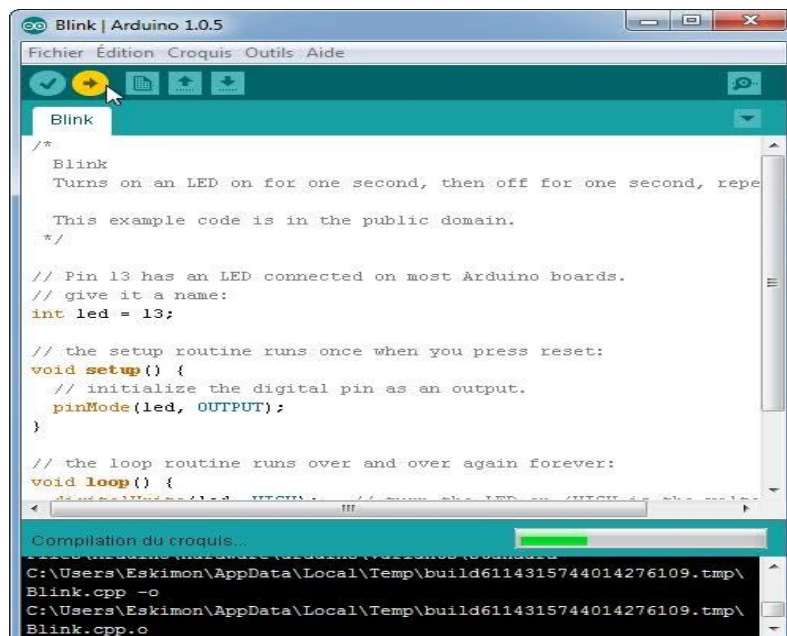 Blink | Arduino 1.0.5
Fichier Édition Croquis Outils Aide
Blink
/*
Blink
Turns on an LED on for one second, then off for one second, repe
This example code is in the public domain.
*/
// Pin 13 has an LED connected on most Arduino boards.
// give it a name:
int led = 13;
// the setup routine runs once when you press reset:
void setup() {
// initialize the digital pin as an output.
pinMode(led, OUTPUT);
}
// the loop routine runs over and over again forever:
void loop() {
Compilation du croquis...
C:\Users\Eskimon\AppData\Local\Temp\build6114315744014276109.tmp\
Blink.cpp -o
C:\Users\Eskimon\AppData\Local\Temp\build6114315744014276109.tmp\
Blink.cpp.o